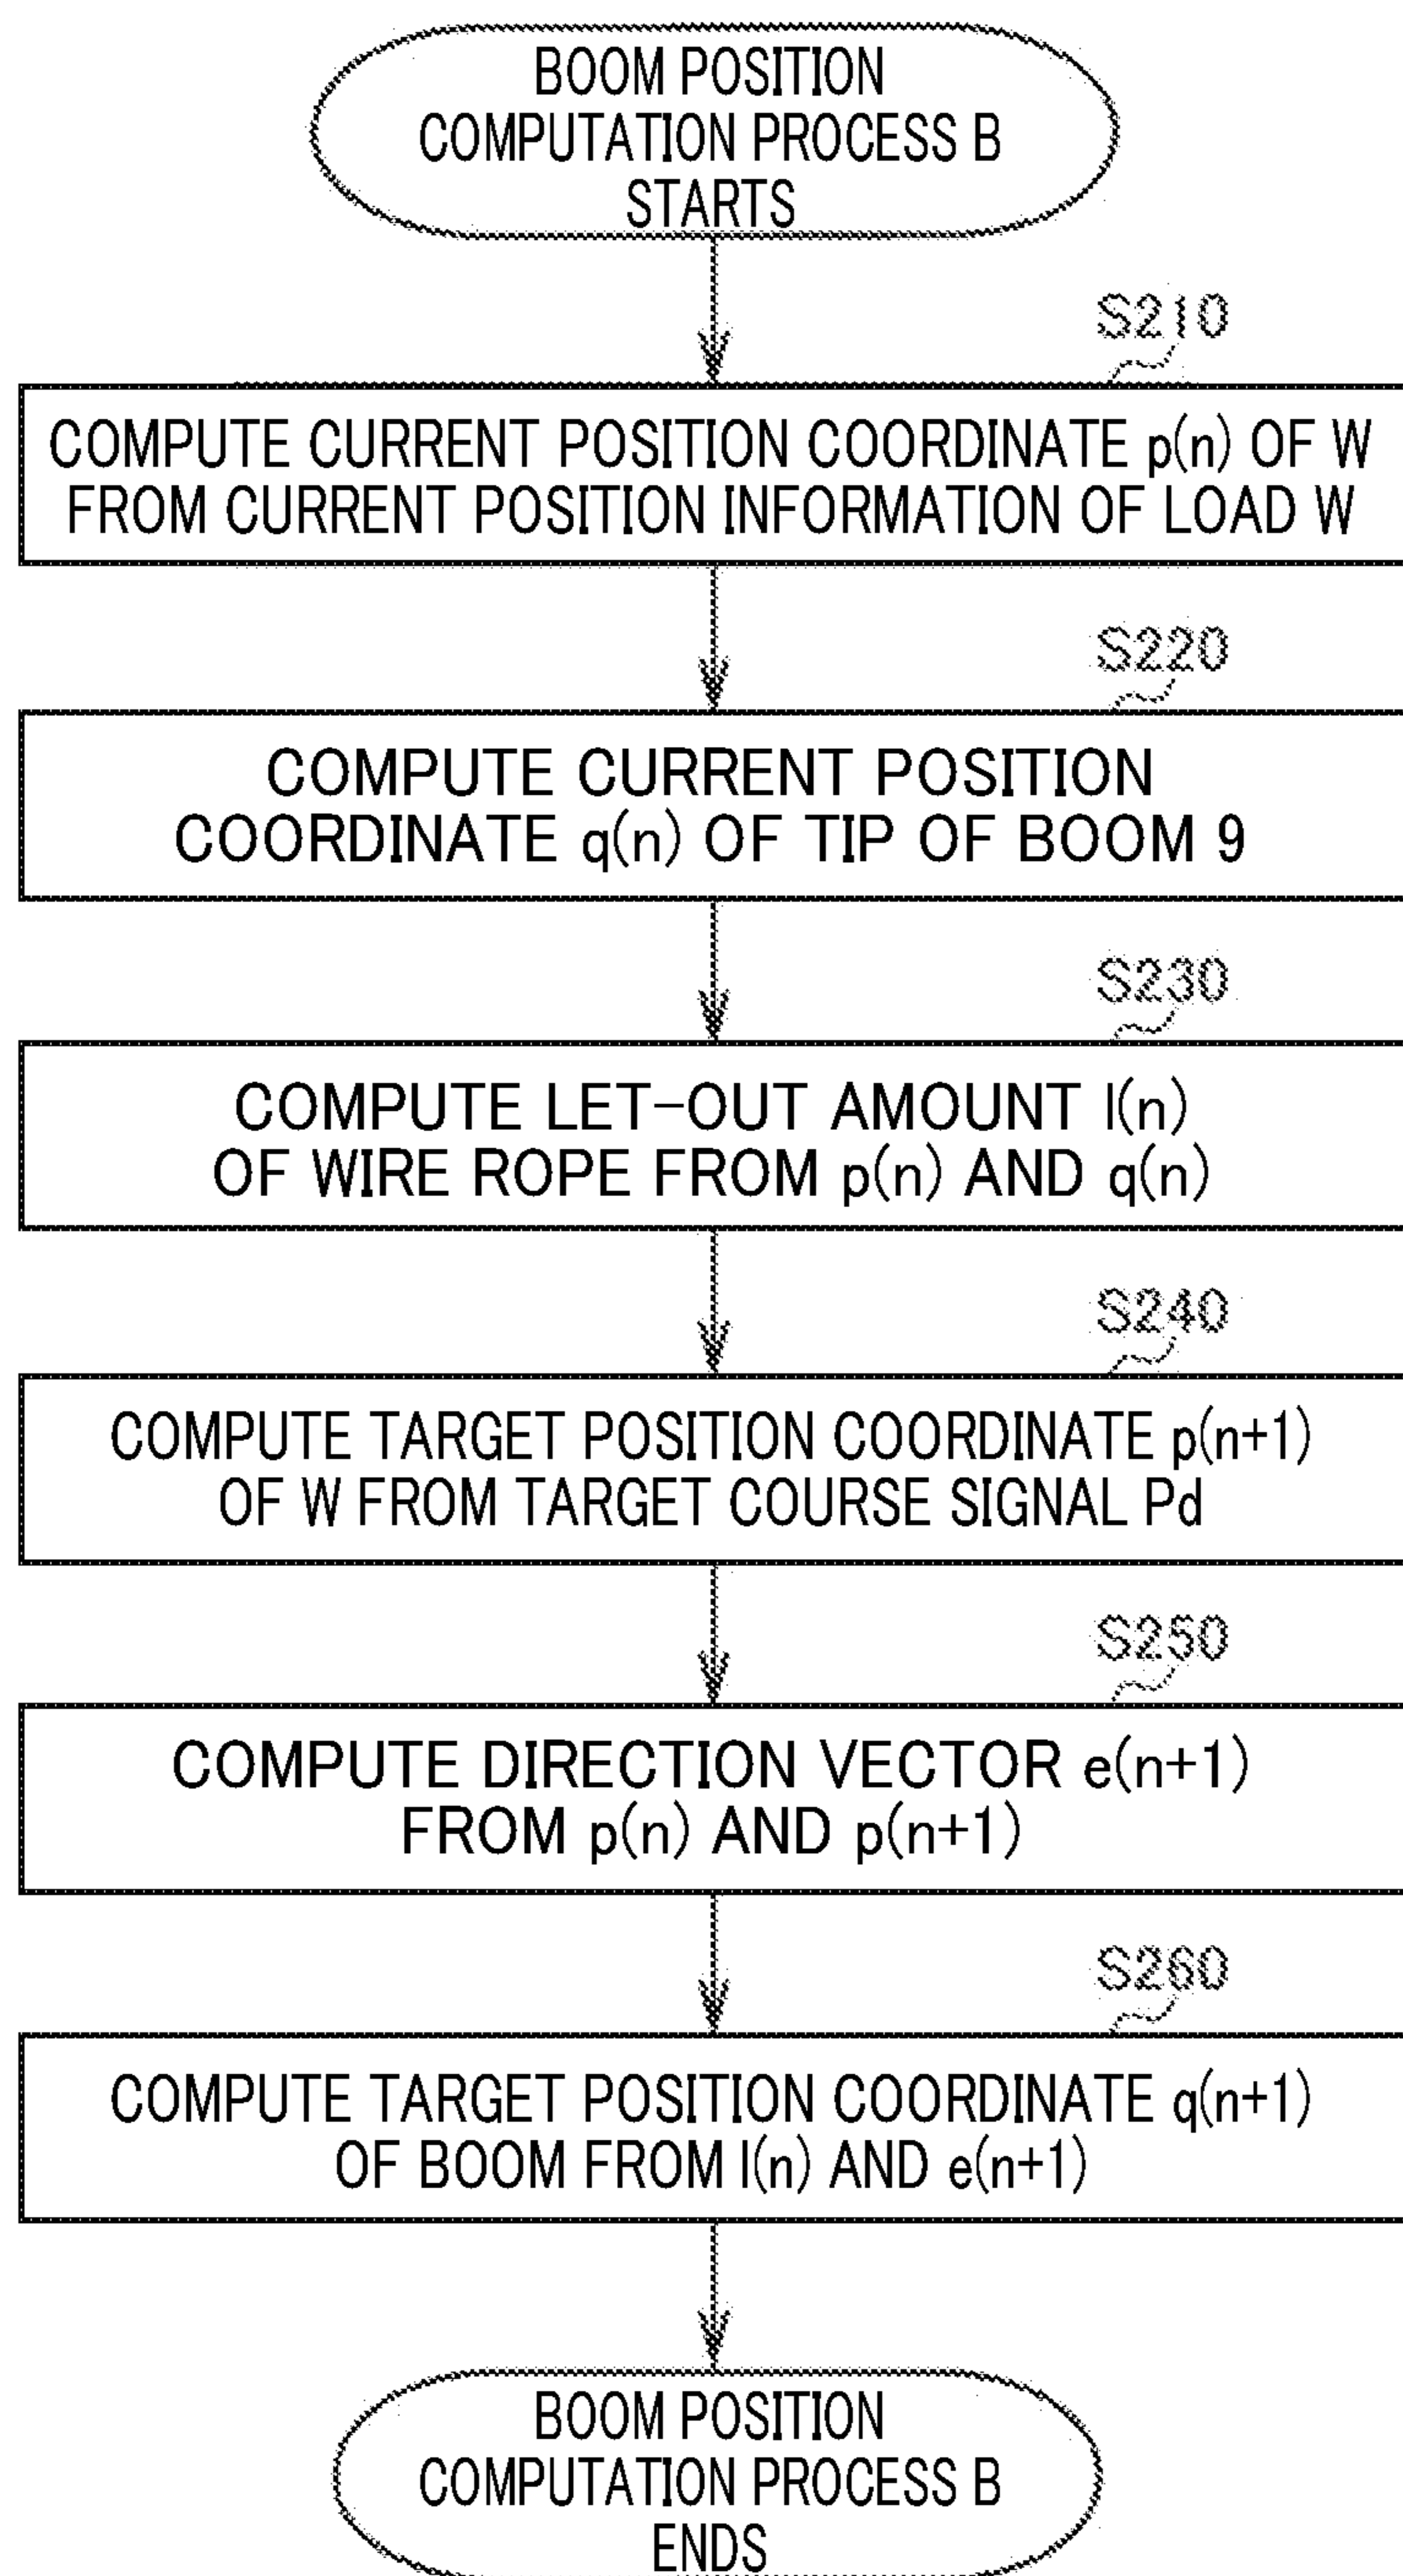 BOOM POSITION
COMPUTATION PROCESS B
STARTS
S210
COMPUTE CURRENT POSITION COORDINATE p(n) OF W
FROM CURRENT POSITION INFORMATION OF LOAD W
S220
COMPUTE CURRENT POSITION
COORDINATE q(n) OF TIP OF BOOM 9
S230
COMPUTE LET-OUT AMOUNT l(n)
OF WIRE ROPE FROM p(n) AND q(n)
S240
COMPUTE TARGET POSITION COORDINATE p(n+1)
OF W FROM TARGET COURSE SIGNAL Pd
S250
COMPUTE DIRECTION VECTOR e(n+1)
FROM p(n) AND p(n+1)
S260
COMPUTE TARGET POSITION COORDINATE q(n+1)
OF BOOM FROM l(n) AND e(n+1)
BOOM POSITION
COMPUTATION PROCESS B
ENDS